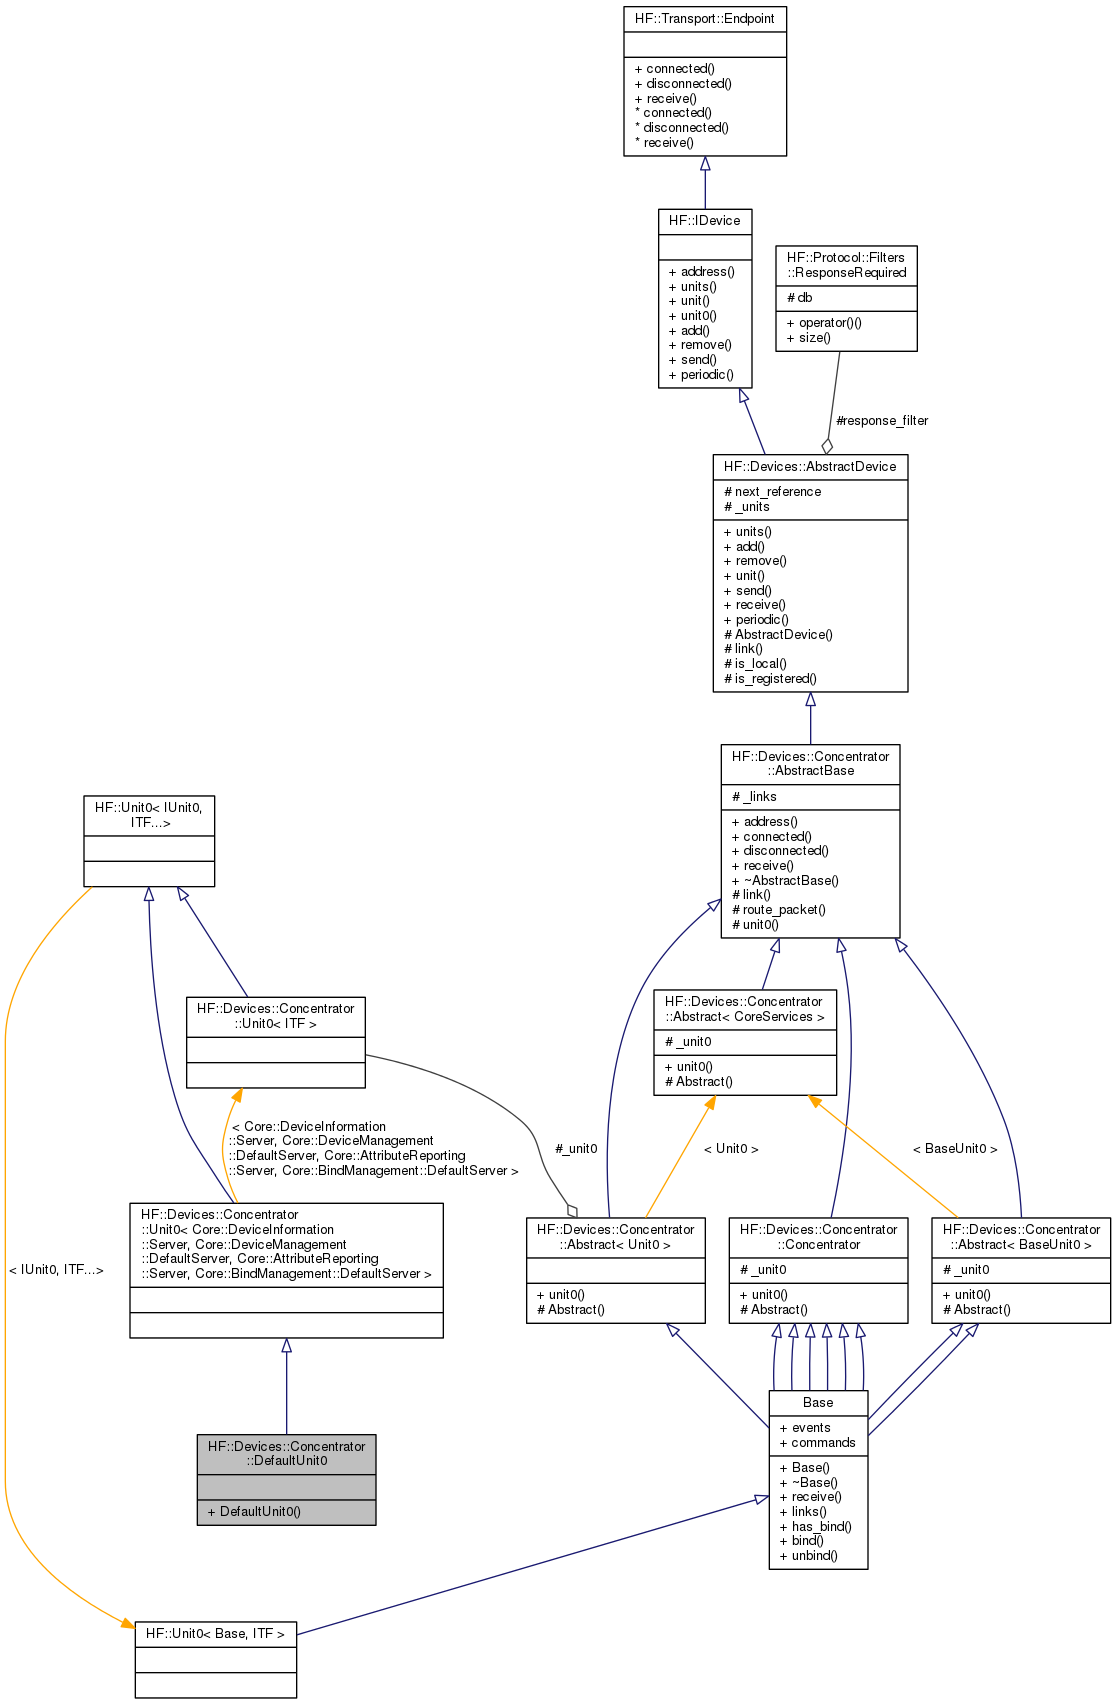 HF::Transport::Endpoint
+ connected()
+ disconnected()
+ receive()
* connected()
* disconnected()
* receive()
HF::IDevice
+ address()
+ units()
+ unit()
+ unit0()
+ add()
+ remove()
+ send()
+ periodic()
HF::Protocol::Filters
::ResponseRequired
# db
+ operator()()
+ size()
#response_filter
HF::Devices::AbstractDevice
# next_reference
# _units
+ units()
+ add()
+ remove()
+ unit()
+ send()
+ receive()
+ periodic()
# AbstractDevice()
# link()
# is_local()
# is_registered()
HF::Devices::Concentrator
::AbstractBase
# _links
+ address()
+ connected()
+ disconnected()
+ receive()
+ ~AbstractBase()
# link()
# route_packet()
# unit0()
HF::Unit0< IUnit0,
ITF...>
HF::Devices::Concentrator
::Unit0< ITF >
HF::Devices::Concentrator
::Abstract< CoreServices >
# _unit0
+ unit0()
# Abstract()
< Core::DeviceInformation
::Server, Core::DeviceManagement
::DefaultServer, Core::AttributeReporting
::Server, Core::BindManagement::DefaultServer >
#_unit0
< Unit0 >
< BaseUnit0 >
< IUnit0, ITF...>
HF::Devices::Concentrator
::Unit0< Core::DeviceInformation
::Server, Core::DeviceManagement
::DefaultServer, Core::AttributeReporting
::Server, Core::BindManagement::DefaultServer >
HF::Devices::Concentrator
::Abstract< Unit0 >
+ unit0()
# Abstract()
HF::Devices::Concentrator
::Concentrator
# _unit0
+ unit0()
# Abstract()
HF::Devices::Concentrator
::Abstract< BaseUnit0 >
# _unit0
+ unit0()
# Abstract()
HF::Devices::Concentrator
::DefaultUnit0
+ DefaultUnit0()
Base
+ events
+ commands
+ Base()
+ ~Base()
+ receive()
+ links()
+ has_bind()
+ bind()
+ unbind()
HF::Unit0< Base, ITF >